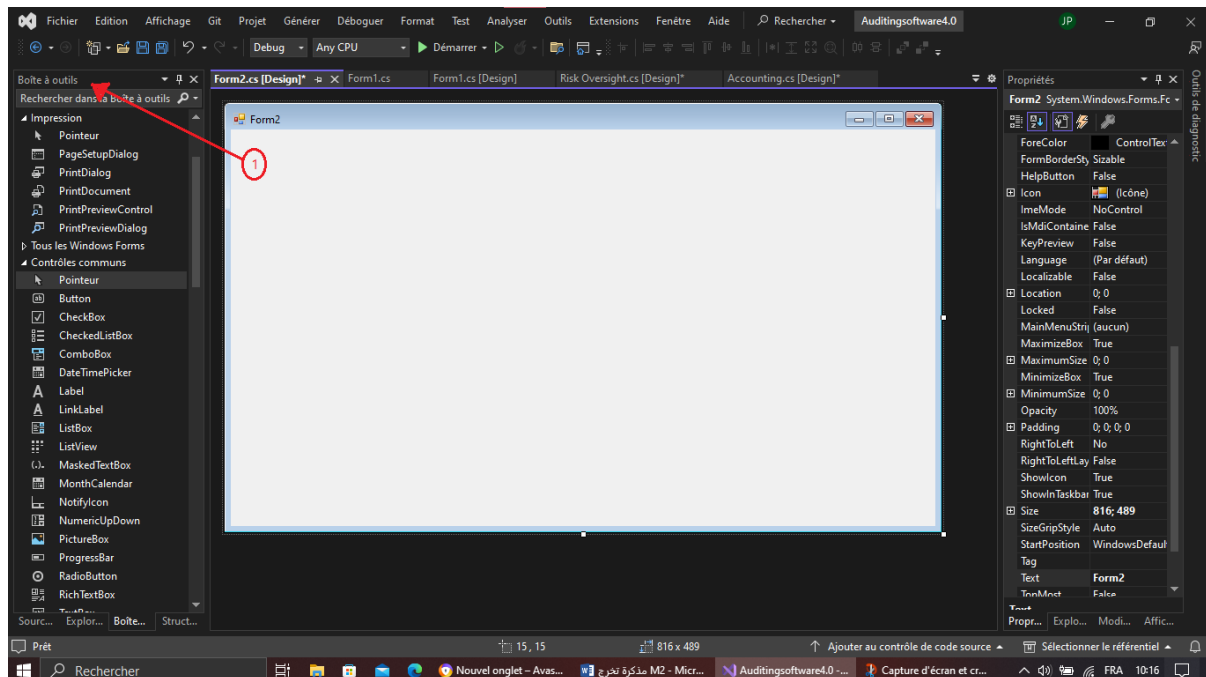 Fichier Edition Affichage Git Projet Générer Déboguer Format Test Analyser Outils Extensions Fenêtre Aide Rechercher Auditingsoftware4.0 JP
Debug Any CPU Démarrer
Boîte à outils
Rechercher dans la Boîte à outils
Impression
Pointeur
PageSetupDialog
PrintDialog
PrintDocument
PrintPreviewControl
PrintPreviewDialog
Tous les Windows Forms
Contrôles communs
Pointeur
Button
CheckBox
CheckedListBox
ComboBox
DateTimePicker
Label
LinkLabel
ListBox
ListView
MaskedTextBox
MonthCalendar
NotifyIcon
NumericUpDown
PictureBox
ProgressBar
RadioButton
RichTextBox
Sourc... Explor... Boîte... Struct...
Form2.cs [Design]* Form1.cs Form1.cs [Design] Risk Oversight.cs [Design]* Accounting.cs [Design]*
Form2
1
Propriétés
Form2 System.Windows.Forms.Fc
ForeColor ControlTex
FormBorderSty Sizable
HelpButton False
Icon (Icône)
ImeMode NoControl
IsMdiContaine False
KeyPreview False
Language (Par défaut)
Localizable False
Location 0; 0
Locked False
MainMenuStrip (aucun)
MaximizeBox True
MaximumSize 0; 0
MinimizeBox True
MinimumSize 0; 0
Opacity 100%
Padding 0; 0; 0; 0
RightToLeft No
RightToLeftLay False
ShowIcon True
ShowInTaskbar True
Size 816; 489
SizeGripStyle Auto
StartPosition WindowsDefault
Tag
Text Form2
TopMost False
Text
Propr... Explo... Modi... Affic...
Outils de diagnostic
Prêt 15, 15 816 x 489 Ajouter au contrôle de code source Sélectionner le référentiel
Rechercher Nouvel onglet – Avas... مذكرة تخرج M2 - Micr... Auditingsoftware4.0 -... Capture d'écran et cr... FRA 10:16